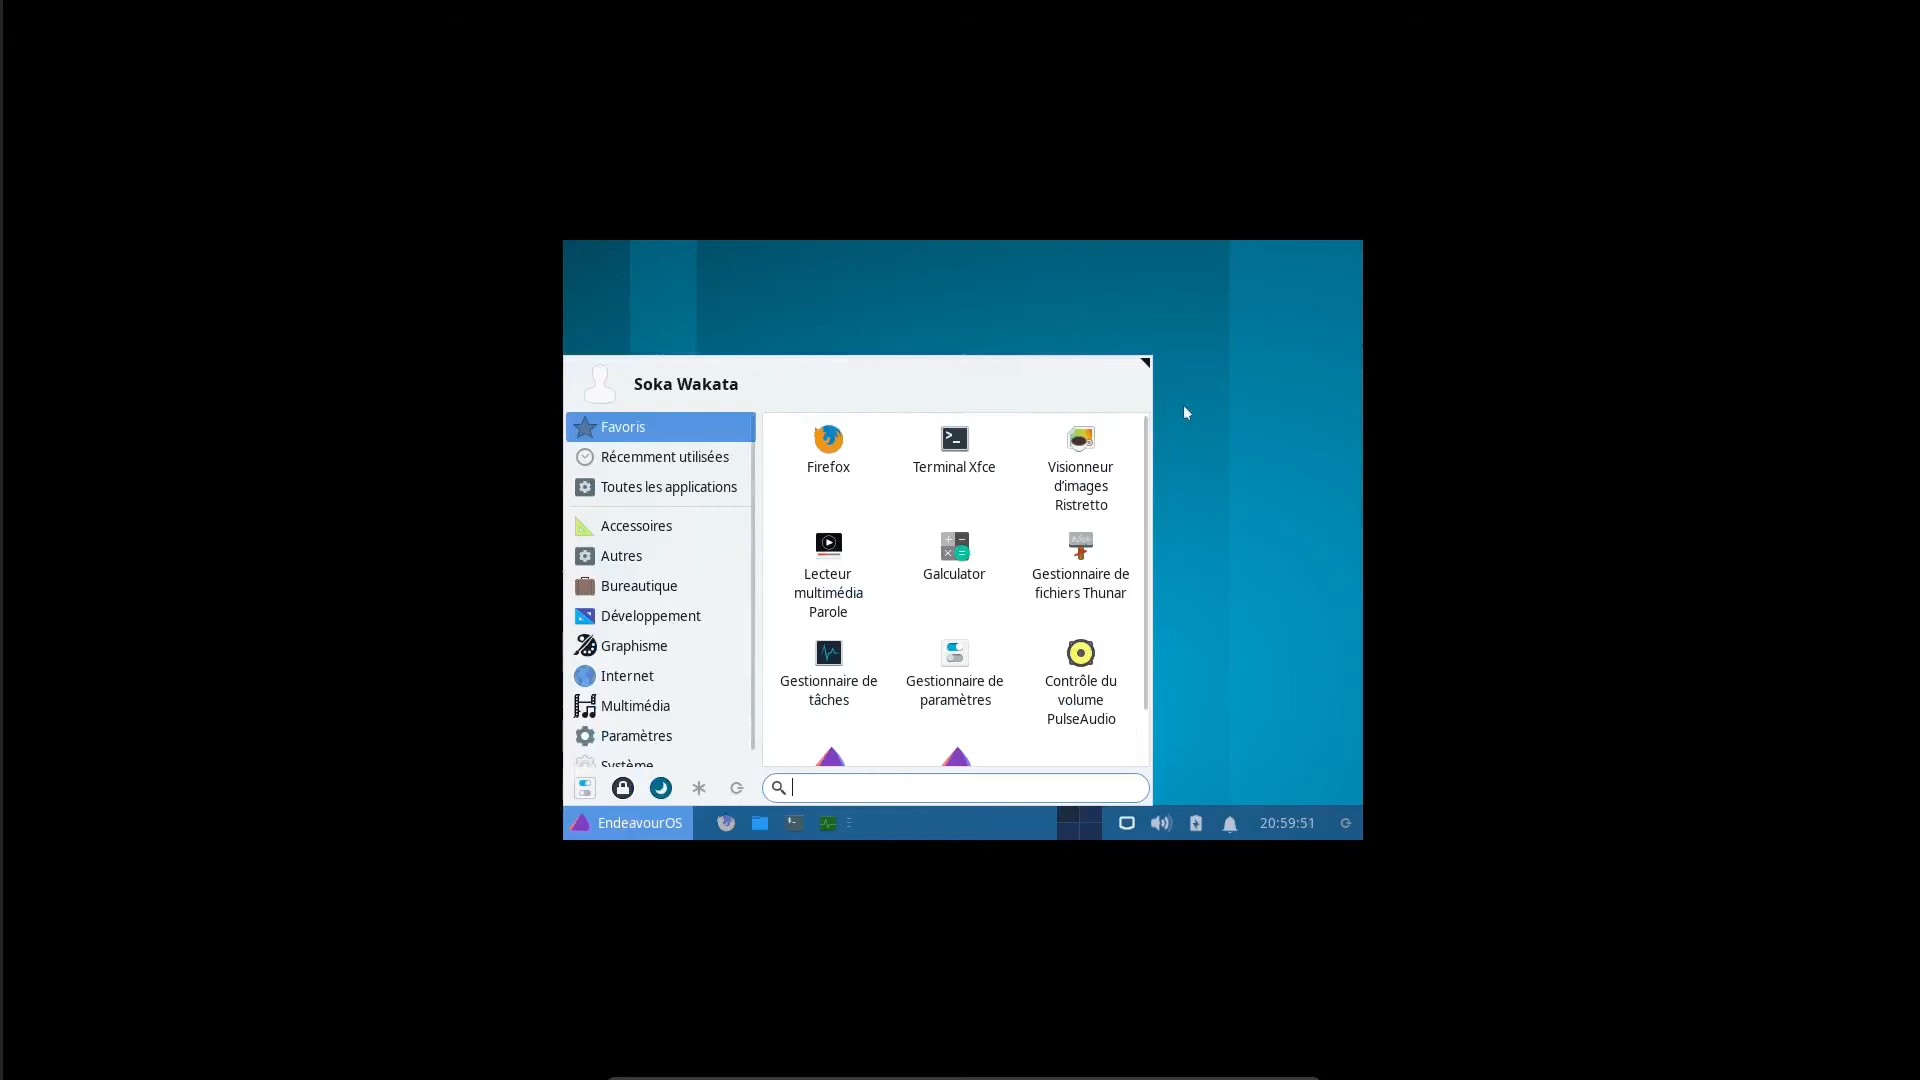 Soka Wakata
Favoris
Récemment utilisées
Toutes les applications
Accessoires
Autres
Bureautique
Développement
Graphisme
Internet
Multimédia
Paramètres
Système
Firefox
Terminal Xfce
Visionneur
d’images
Ristretto
Lecteur
multimédia
Parole
Galculator
Gestionnaire de
fichiers Thunar
Gestionnaire de
tâches
Gestionnaire de
paramètres
Contrôle du
volume
PulseAudio
EndeavourOS
20:59:51